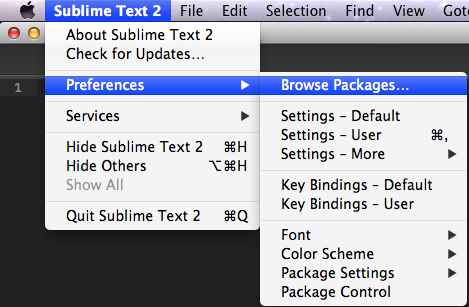 Sublime Text 2 File Edit Selection Find View Goto
About Sublime Text 2
Check for Updates...
1
Preferences ▶
Browse Packages...
Services ▶
Settings – Default
Settings – User ⌘,
Settings – More ▶
Hide Sublime Text 2 ⌘H
Hide Others ⌥⌘H
Show All
Key Bindings – Default
Key Bindings – User
Quit Sublime Text 2 ⌘Q
Font ▶
Color Scheme ▶
Package Settings ▶
Package Control